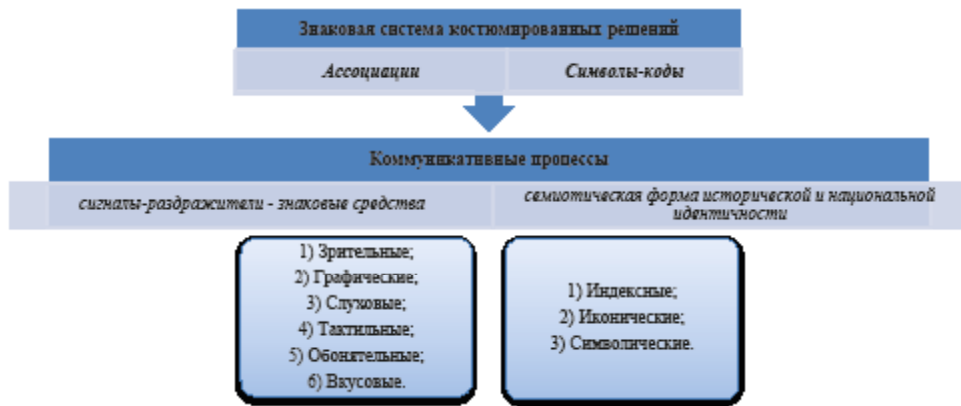 Знаковая система костюмированных решений
Ассоциации
Символы-коды
Коммуникативные процессы
сигналы-раздражители - знаковые средства
семиотическая форма исторической и национальной
идентичности
1) Зрительные;
2) Графические;
3) Слуховые;
4) Тактильные;
5) Обонятельные;
6) Вкусовые.
1) Индексные;
2) Иконические;
3) Символические.